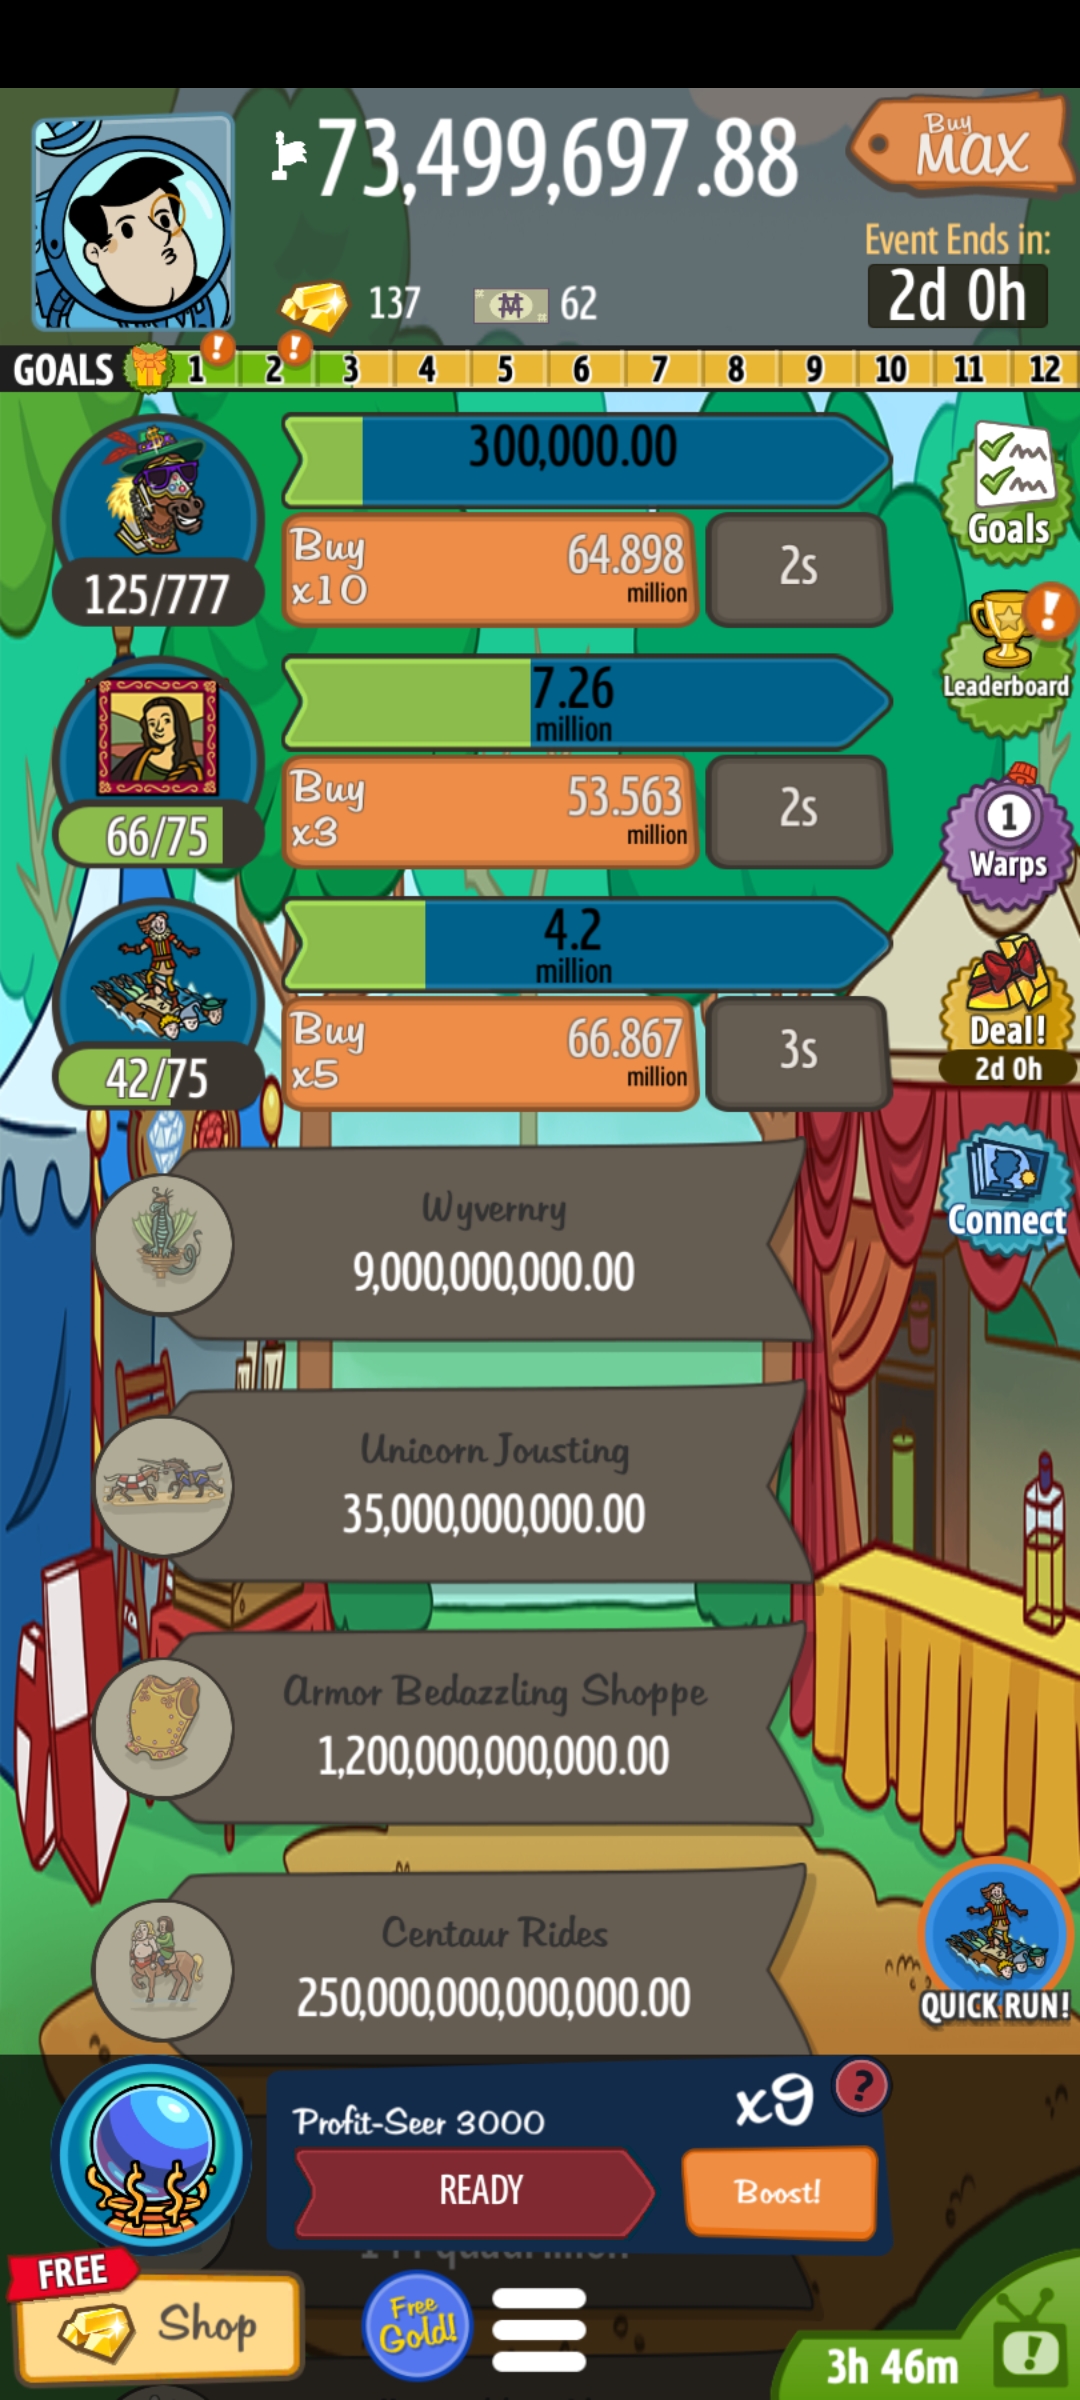 73,499,697.88
Buy
MAX
Event Ends in:
2d 0h
137
62
GOALS 1 2 3 4 5 6 7 8 9 10 11 12
!
!
300,000.00
Buy
x10
64.898
million
2s
125/777
Goals
7.26
million
Buy
x3
53.563
million
2s
66/75
!
Leaderboard
1
Warps
4.2
million
Buy
x5
66.867
million
3s
42/75
Deal!
2d 0h
Connect
Wyvernry
9,000,000,000.00
Unicorn Jousting
35,000,000,000.00
Armor Bedazzling Shoppe
1,200,000,000,000.00
Centaur Rides
250,000,000,000,000.00
QUICK RUN!
Profit-Seer 3000
x9
?
READY
Boost!
FREE
Shop
Free
Gold!
3h 46m
!